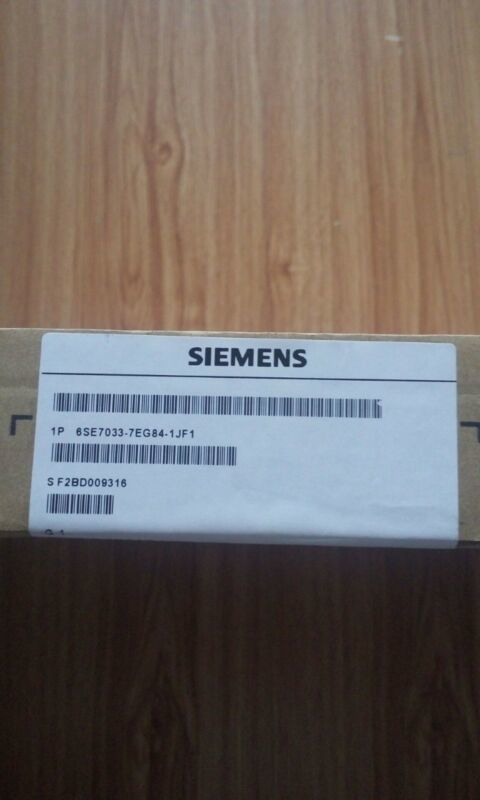 SIEMENS
1P 6SE7033-7EG84-1JF1
S F2BD009316